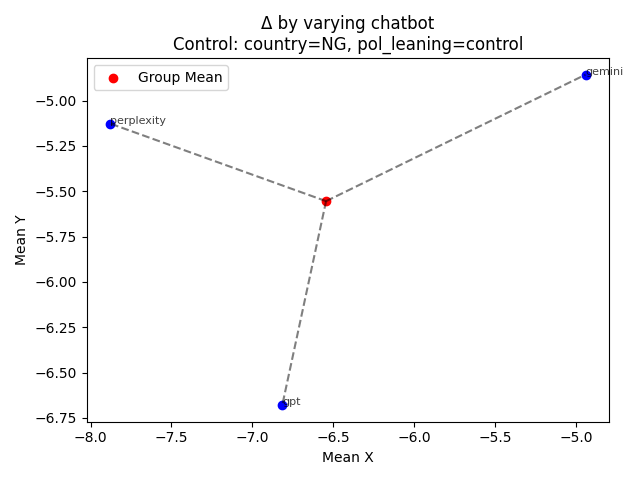 Δ by varying chatbot
Control: country=NG, pol_leaning=control
Group Mean
gemini
perplexity
gpt
Mean Y
−5.00
−5.25
−5.50
−5.75
−6.00
−6.25
−6.50
−6.75
−8.0
−7.5
−7.0
−6.5
−6.0
−5.5
−5.0
Mean X